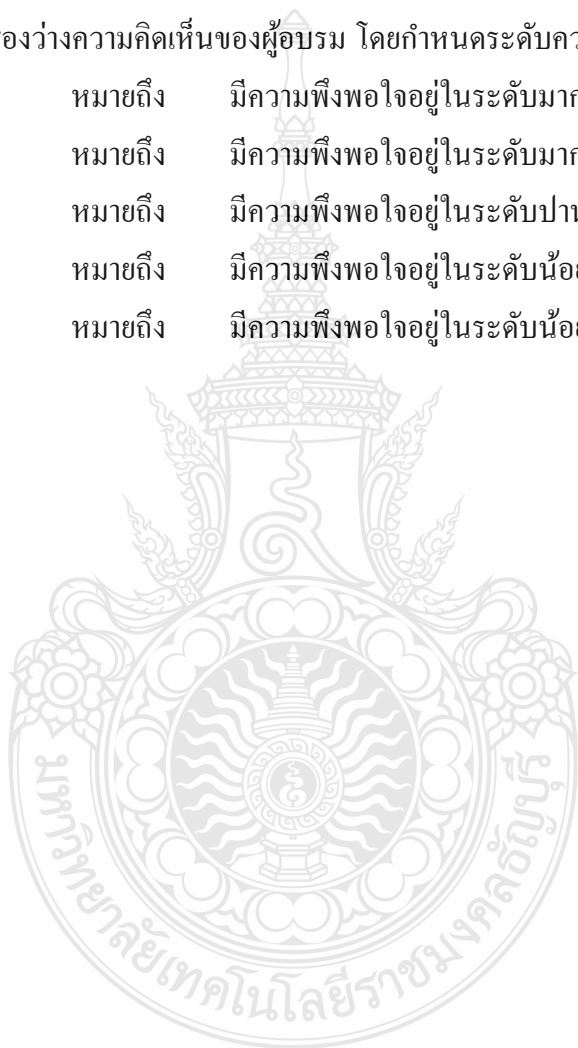 องว่างความคิดเห็นของผู้อบรม โดยกำหนดระดับคว
หมายถึง มีความพึงพอใจอยู่ในระดับมาก
หมายถึง มีความพึงพอใจอยู่ในระดับมาก
หมายถึง มีความพึงพอใจอยู่ในระดับปาน
หมายถึง มีความพึงพอใจอยู่ในระดับน้อย
หมายถึง มีความพึงพอใจอยู่ในระดับน้อย
มหาวิทยาลัยเทคโนโลยีราชมงคลธัญบุรี